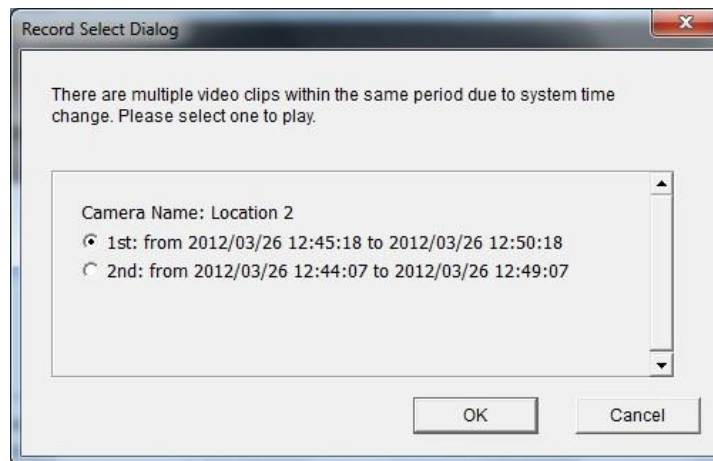 Record Select Dialog
There are multiple video clips within the same period due to system time
change. Please select one to play.
Camera Name: Location 2
1st: from 2012/03/26 12:45:18 to 2012/03/26 12:50:18
2nd: from 2012/03/26 12:44:07 to 2012/03/26 12:49:07
OK Cancel